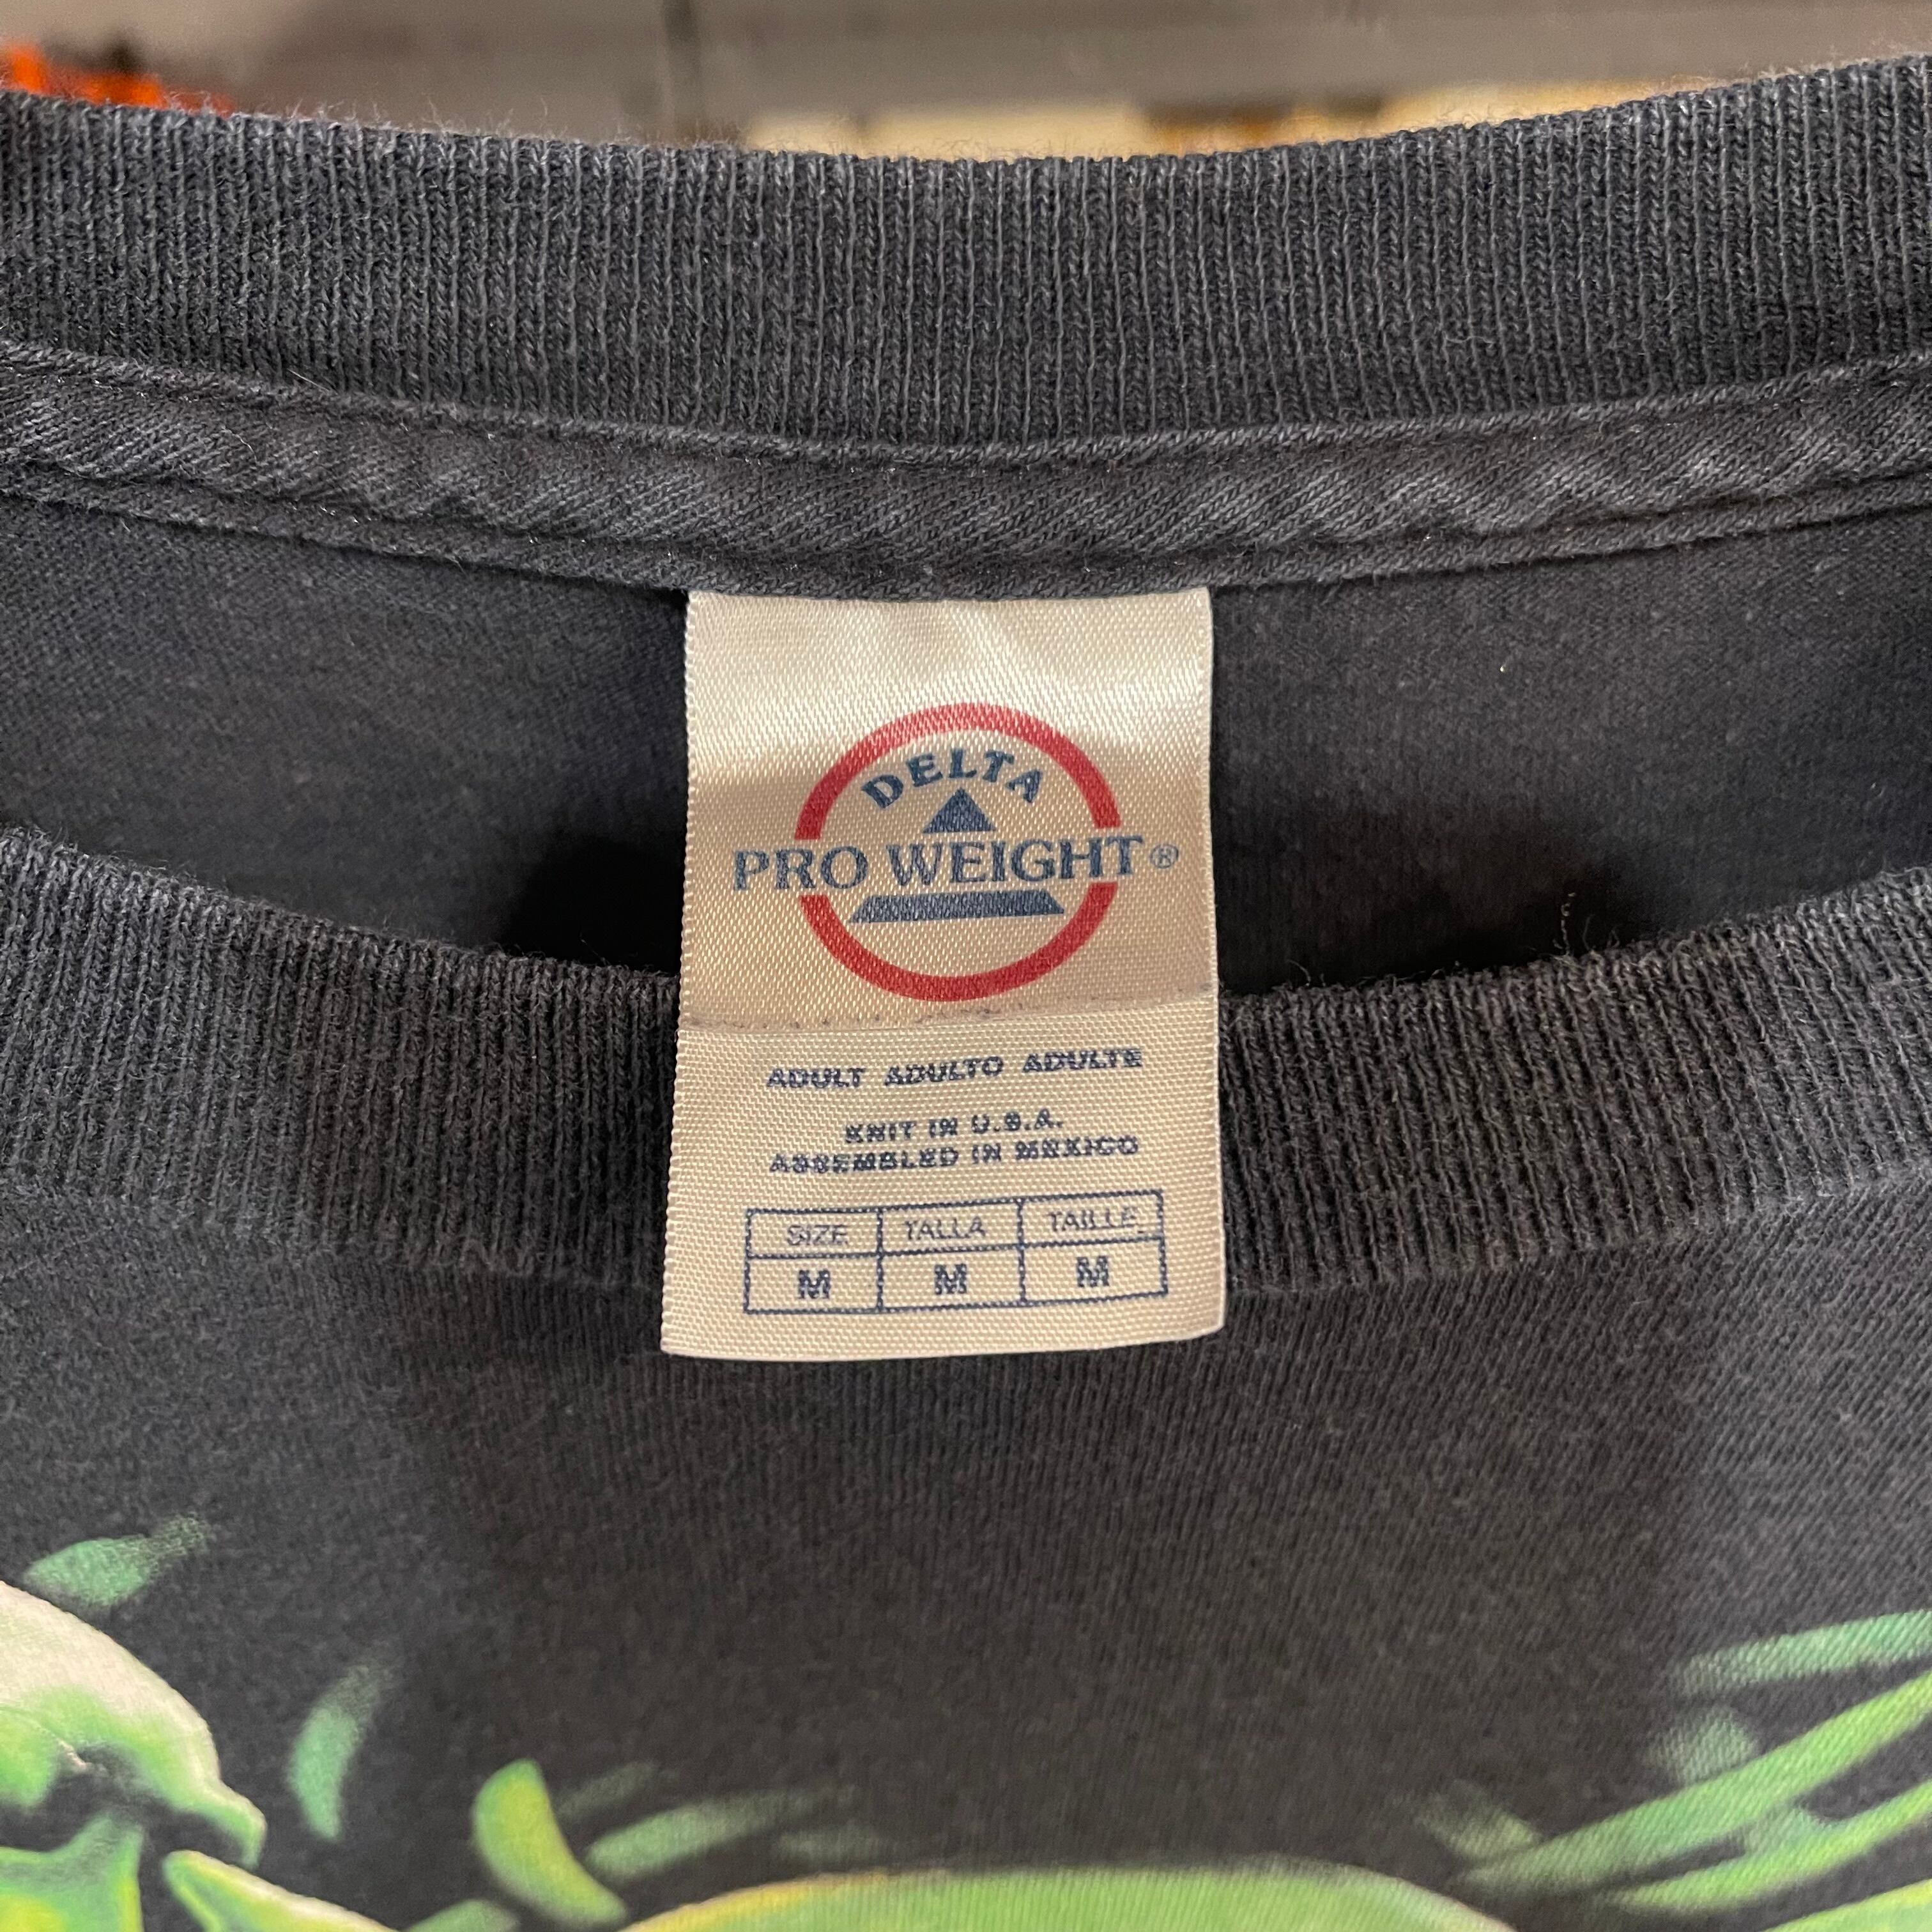 DELTA
PRO WEIGHT®
ADULT ADULTO ADULTE
KNIT IN U.S.A.
ASSEMBLED IN MEXICO
SIZE TALLA TAILLE
M M M